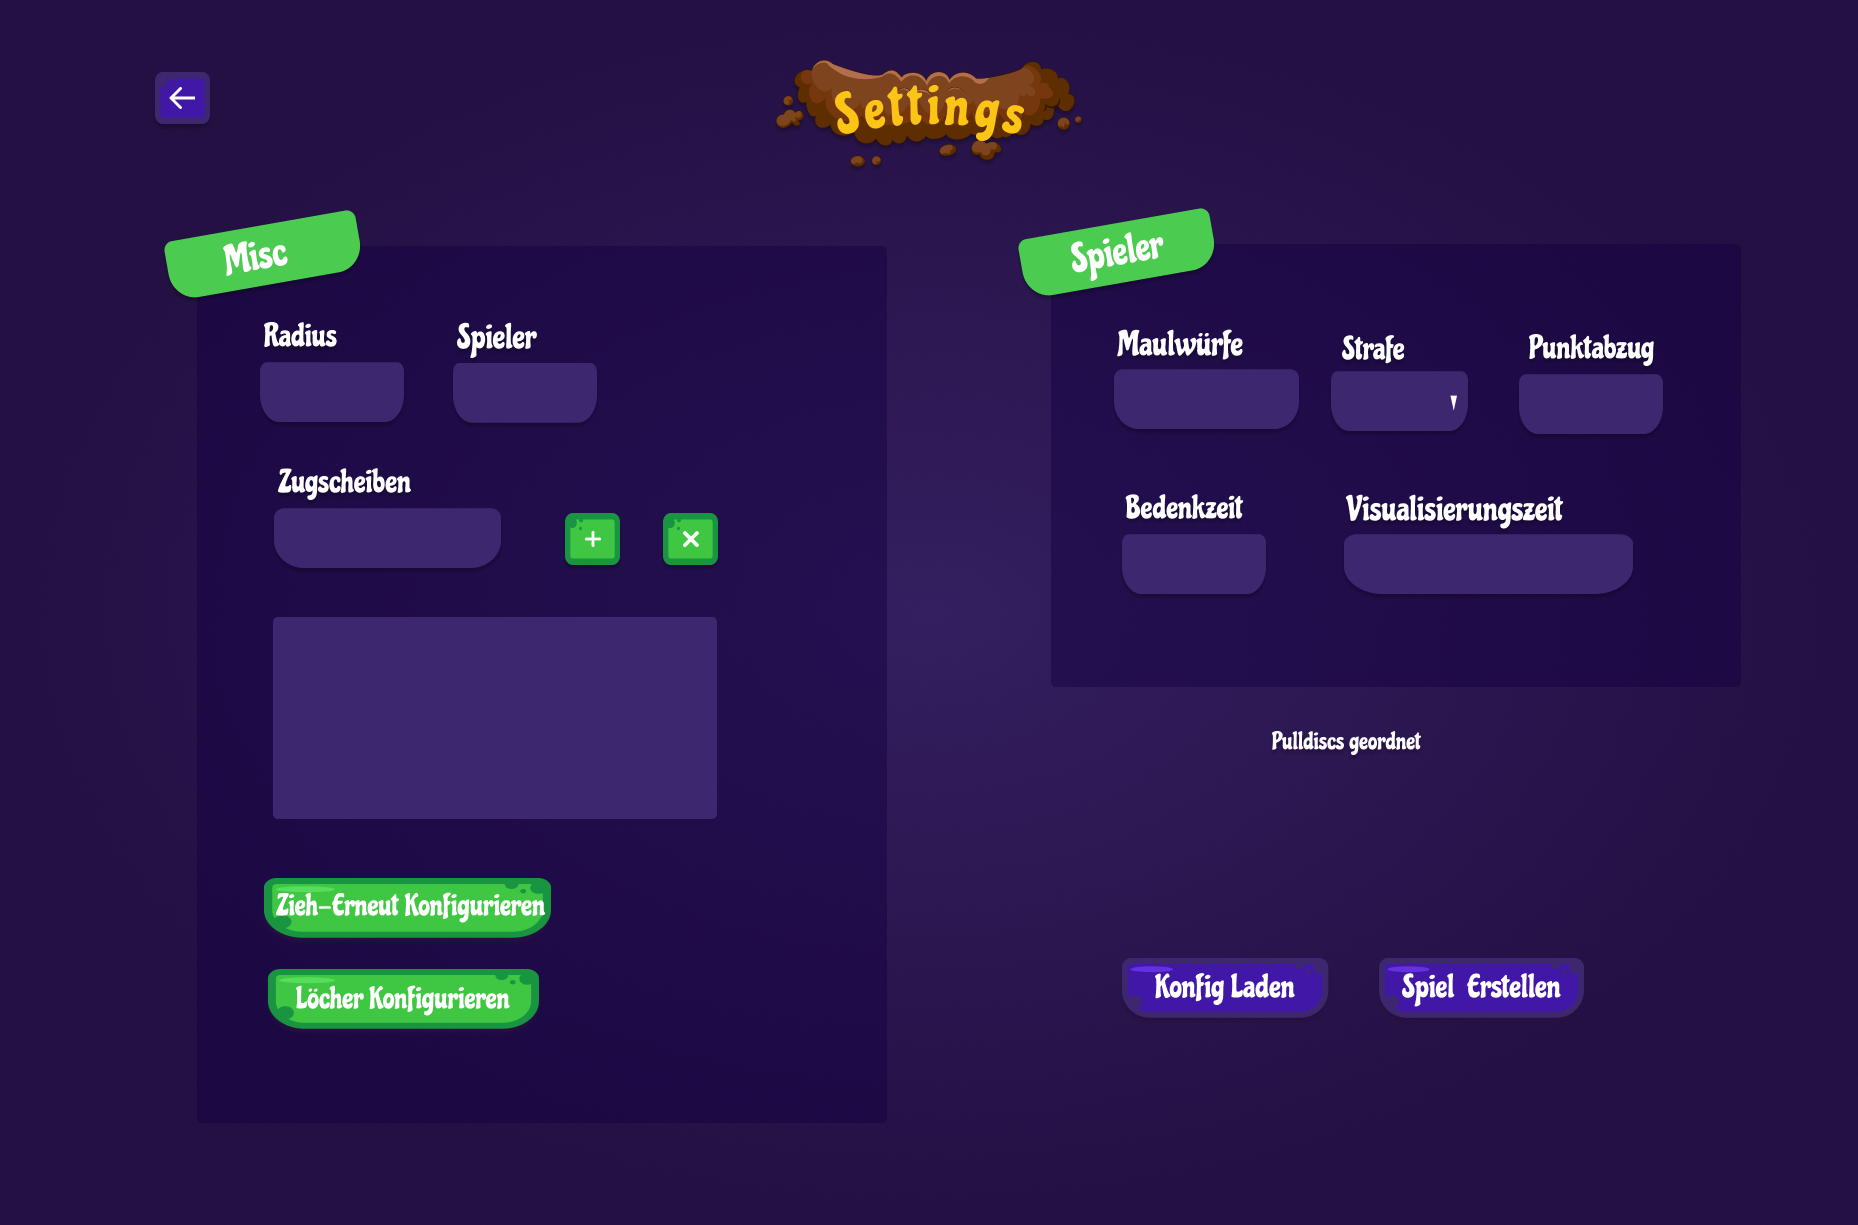 Settings
Misc
Radius
Spieler
Zugscheiben
+
×
Zieh-Erneut Konfigurieren
Löcher Konfigurieren
Spieler
Maulwürfe
Strafe
Punktabzug
Bedenkzeit
Visualisierungszeit
Pulldiscs geordnet
Konfig Laden
Spiel Erstellen